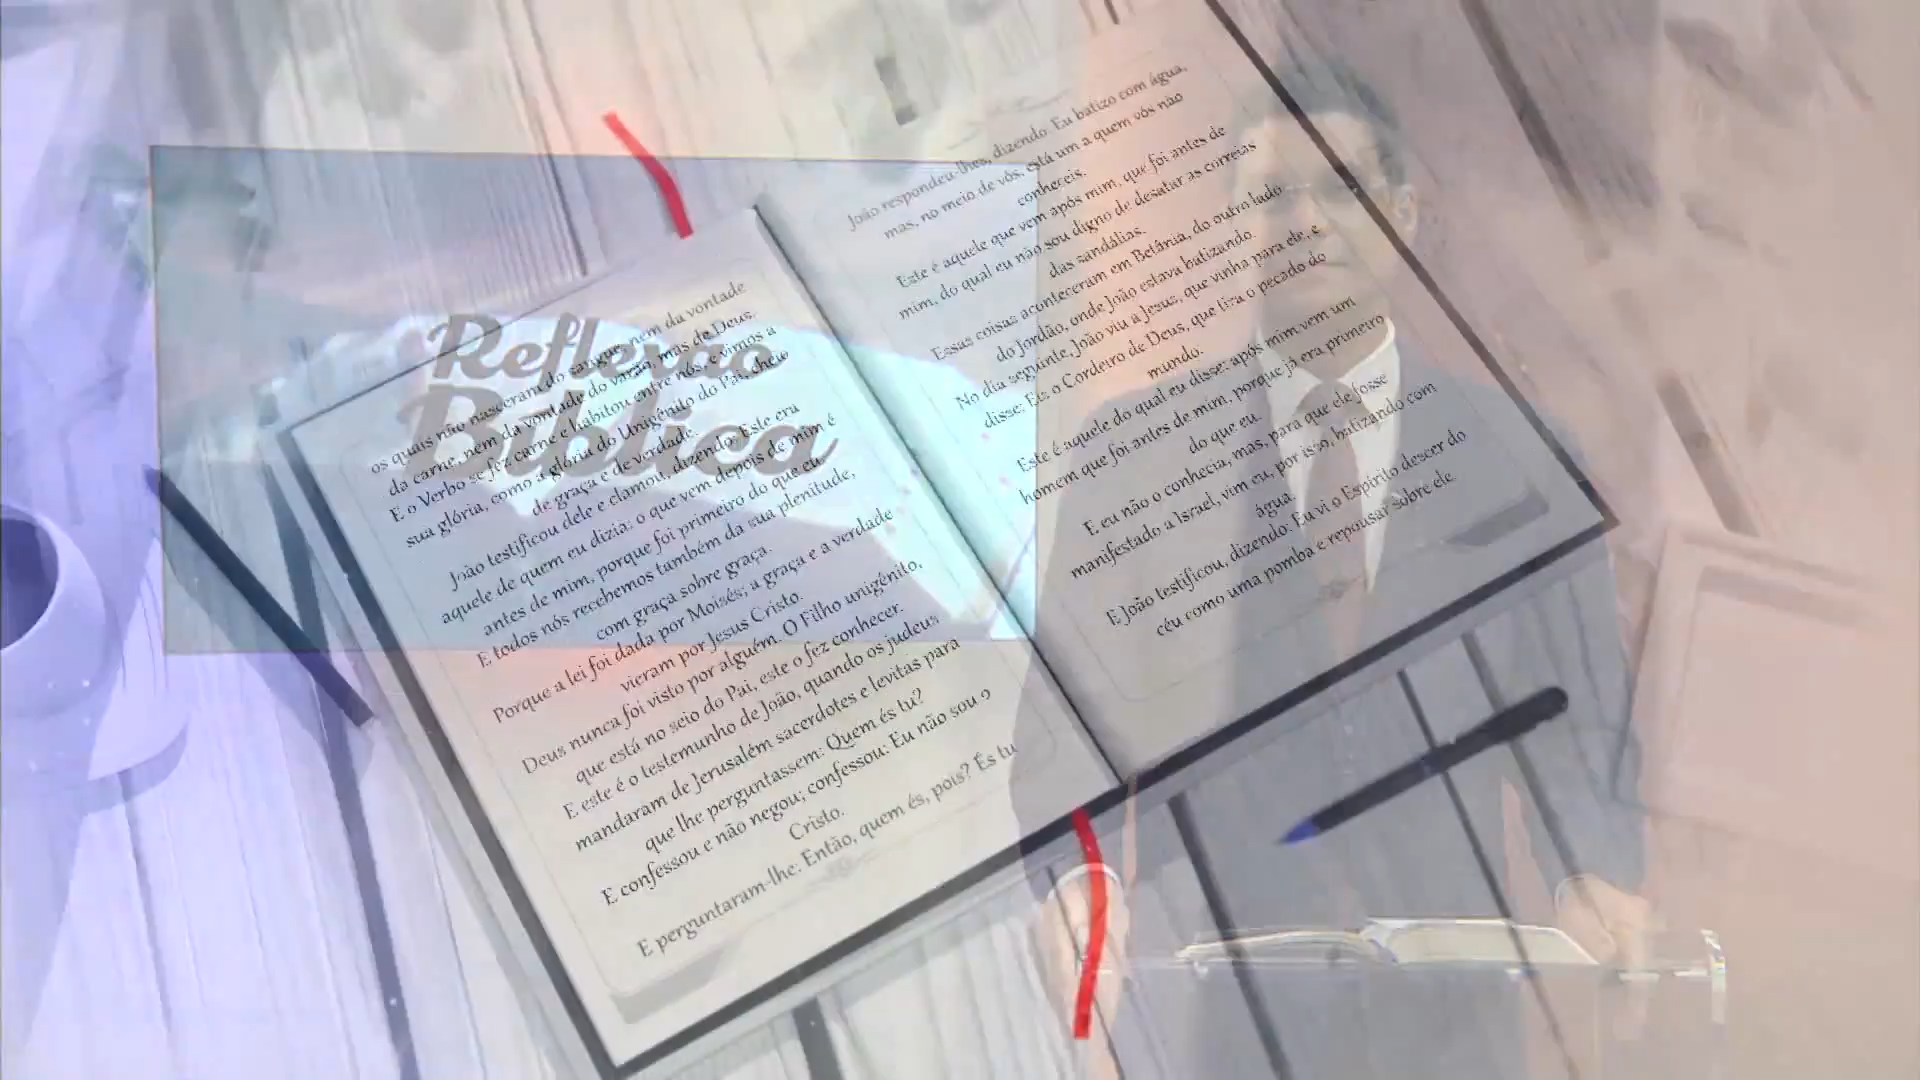 Reflexão
Bíblica
os quais não nasceram do sangue, nem da vontade
da carne, nem da vontade do varão, mas de Deus.
E o Verbo se fez carne e habitou entre nós, e vimos a
sua glória, como a glória do Unigênito do Pai, cheio
de graça e de verdade.
João testificou dele e clamou, dizendo: Este era
aquele de quem eu dizia: o que vem depois de mim é
antes de mim, porque foi primeiro do que eu.
E todos nós recebemos também da sua plenitude,
com graça sobre graça.
Porque a lei foi dada por Moisés; a graça e a verdade
vieram por Jesus Cristo.
Deus nunca foi visto por alguém. O Filho unigênito,
que está no seio do Pai, este o fez conhecer.
E este é o testemunho de João, quando os judeus
mandaram de Jerusalém sacerdotes e levitas para
que lhe perguntassem: Quem és tu?
E confessou e não negou; confessou: Eu não sou o
Cristo.
E perguntaram-lhe: Então, quem és, pois? És tu
João respondeu-lhes, dizendo: Eu batizo com água,
mas, no meio de vós, está um a quem vós não
conheceis.
Este é aquele que vem após mim, que foi antes de
mim, do qual eu não sou digno de desatar as correias
das sandálias.
Essas coisas aconteceram em Betânia, do outro lado
do Jordão, onde João estava batizando.
No dia seguinte, João viu a Jesus, que vinha para ele, e
disse: Eis o Cordeiro de Deus, que tira o pecado do
mundo.
Este é aquele do qual eu disse: após mim vem um
homem que foi antes de mim, porque já era primeiro
do que eu.
E eu não o conhecia, mas, para que ele fosse
manifestado a Israel, vim eu, por isso, batizando com
água.
E João testificou, dizendo: Eu vi o Espírito descer do
céu como uma pomba e repousar sobre ele.